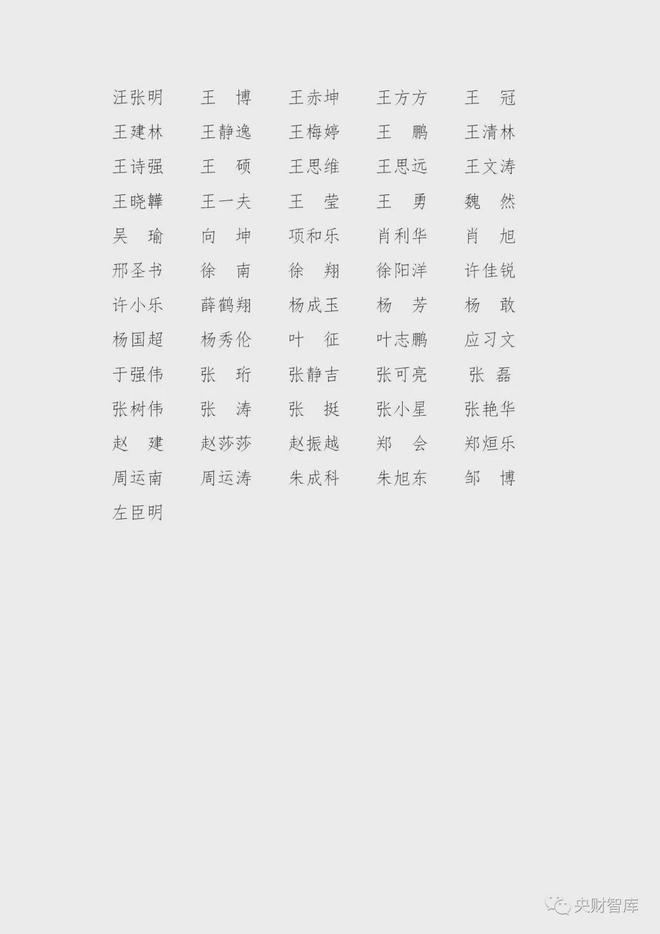 汪张明 王　博 王赤坤 王方方 王　冠
王建林 王静逸 王梅婷 王　鹏 王清林
王诗强 王　硕 王思维 王思远 王文涛
王晓韡 王一夫 王　莹 王　勇 魏　然
吴　瑜 向　坤 项和乐 肖利华 肖　旭
邢圣书 徐　南 徐　翔 徐阳洋 许佳锐
许小乐 薛鹤翔 杨成玉 杨　芳 杨　敢
杨国超 杨秀伦 叶　征 叶志鹏 应习文
于强伟 张　珩 张静吉 张可亮 张 磊
张树伟 张　涛 张　挺 张小星 张艳华
赵　建 赵莎莎 赵振越 郑　会 郑烜乐
周运南 周运涛 朱成科 朱旭东 邹　博
左臣明
央财智库